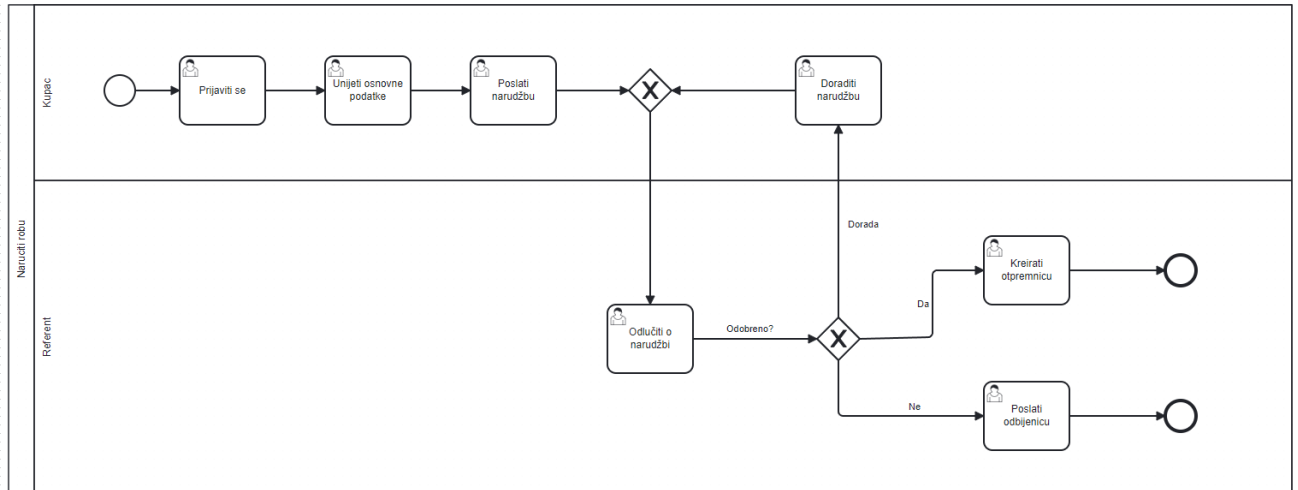 Naruciti robu
Kupac
Prijaviti se
Unijeti osnovne
podatke
Poslati
narudžbu
X
Doraditi
narudžbu
Referent
Odlučiti o
narudžbi
Odobreno?
X
Dorada
Da
Kreirati
otpremnicu
Ne
Poslati
odbijenicu